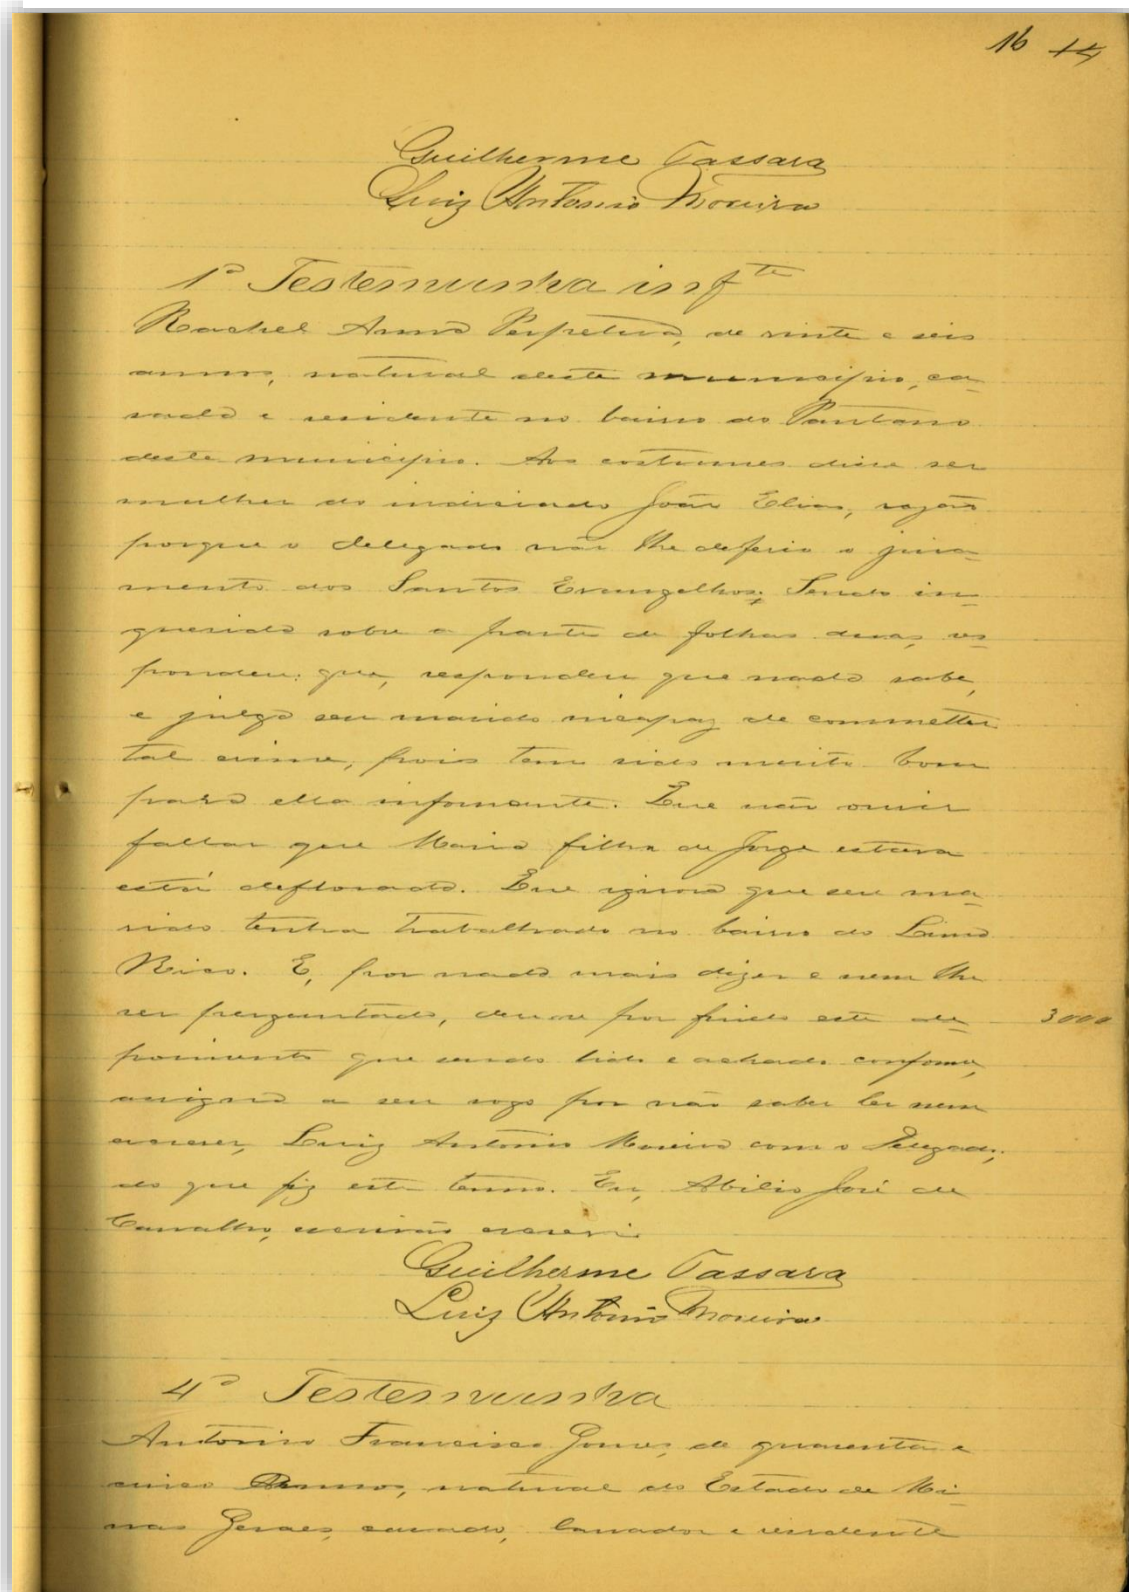 16 14
Guilherme Tassara
Luiz Antonio Moreira
1ª Testemunha infte
Rachel Anna Perpetua, de vinte e seis
annos, natural deste municipio, ca-
sada e residente no bairro do Pantano
deste municipio. Aos costumes disse ser
mulher do indiciado João Elias, razão
porque o delegado não lhe deferio o jura-
mento dos Santos Evangelhos; Sendo in-
querida sobre a parte de folhas duas, res-
pondeu: que, respondeu que nada sabe,
e julga seu marido incapaz de commetter
tal crime, pois tem sido muito bom
para ella informante. Que não ouvir
fallar que Maria filha de Jorge estava
está deflorada. Que ignora que seu ma-
rido tenha trabalhado no bairro do
Rico. E, por nada mais dizer e nem lhe
ser perguntado, deu-se por findo este de- 3000
poimento que sendo lido e achado conforme,
assigna a seu rogo por não saber ler nem
escrever, Luiz Antonio Moreira com o Delegado;
do que fiz este termo. Eu, Abilio José de
Carvalho, escrivão escrevi
Guilherme Tassara
Luiz Antonio Moreira
4ª Testemunha
Antonio Francisco Gomes, de quarenta e
cinco annos, natural do Estado de Mi-
nas Geraes, casado, lavrador e residente